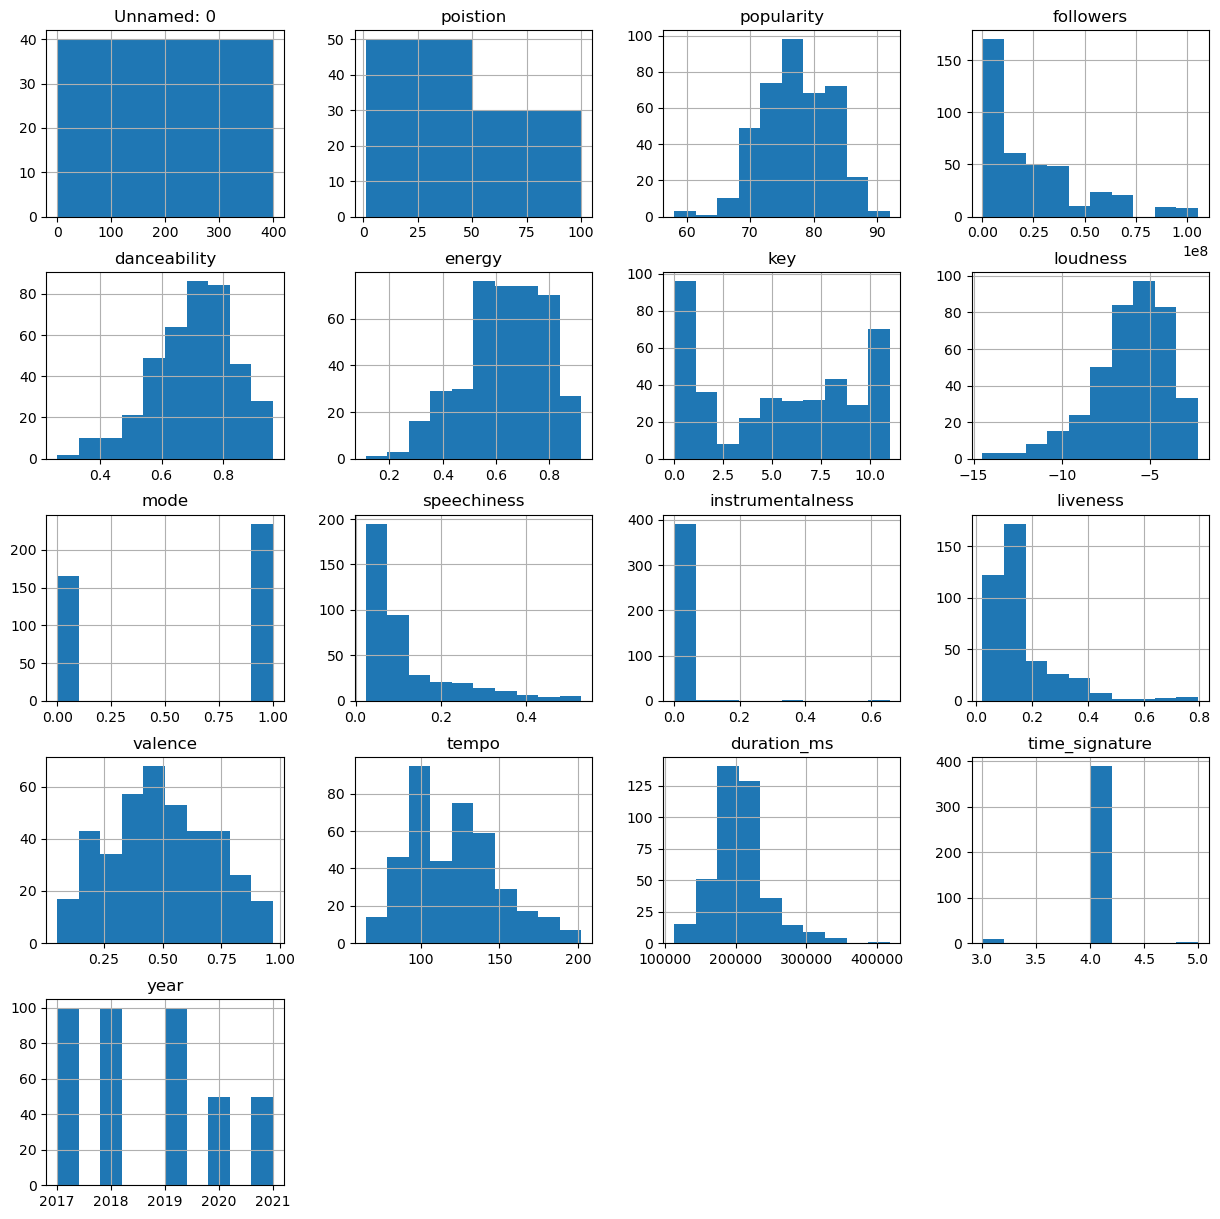 Unnamed: 0
40
30
20
10
0
0 100 200 300 400
poistion
50
40
30
20
10
0
0 25 50 75 100
popularity
100
80
60
40
20
0
60 70 80 90
followers
150
100
50
0
0.00 0.25 0.50 0.75 1.00
1e8
danceability
80
60
40
20
0
0.4 0.6 0.8
energy
60
40
20
0
0.2 0.4 0.6 0.8
key
100
80
60
40
20
0
0.0 2.5 5.0 7.5 10.0
loudness
100
80
60
40
20
0
−15 −10 −5
mode
200
150
100
50
0
0.00 0.25 0.50 0.75 1.00
speechiness
200
150
100
50
0
0.0 0.2 0.4
instrumentalness
400
300
200
100
0
0.0 0.2 0.4 0.6
liveness
150
100
50
0
0.0 0.2 0.4 0.6 0.8
valence
60
40
20
0
0.25 0.50 0.75 1.00
tempo
100
80
60
40
20
0
100 150 200
duration_ms
125
100
75
50
25
0
100000 200000 300000 400000
time_signature
400
300
200
100
0
3.0 3.5 4.0 4.5 5.0
year
100
80
60
40
20
0
2017 2018 2019 2020 2021